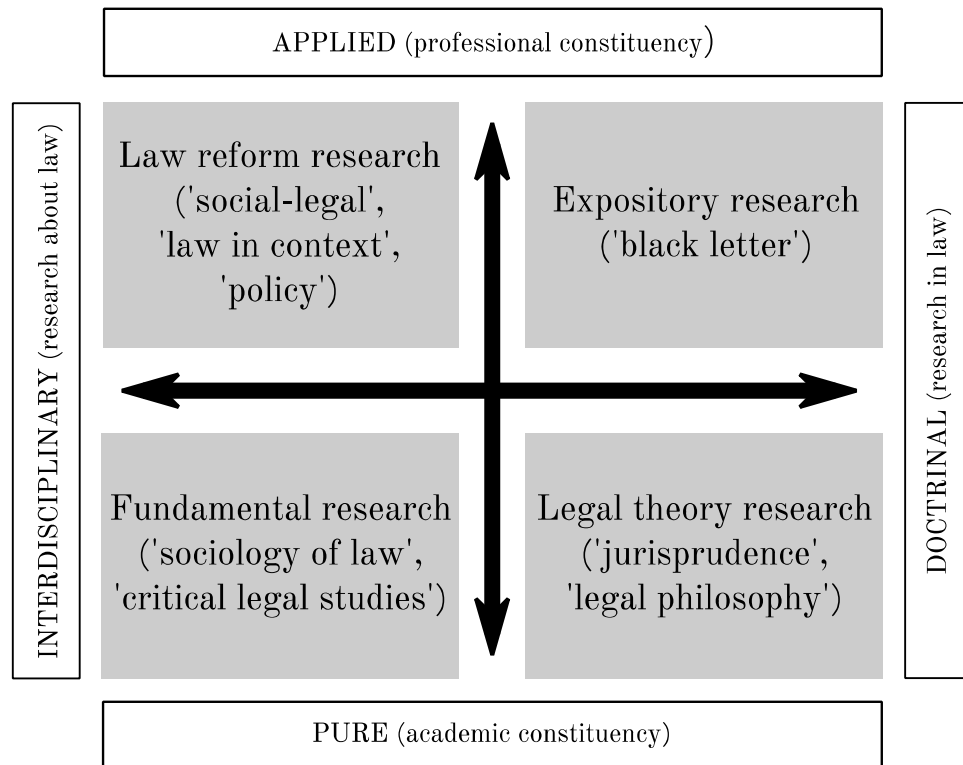 APPLIED (professional constituency)
INTERDISCIPLINARY (research about law)
Law reform research
('social-legal',
'law in context',
'policy')
Expository research
('black letter')
DOCTRINAL (research in law)
Fundamental research
('sociology of law',
'critical legal studies')
Legal theory research
('jurisprudence',
'legal philosophy')
PURE (academic constituency)